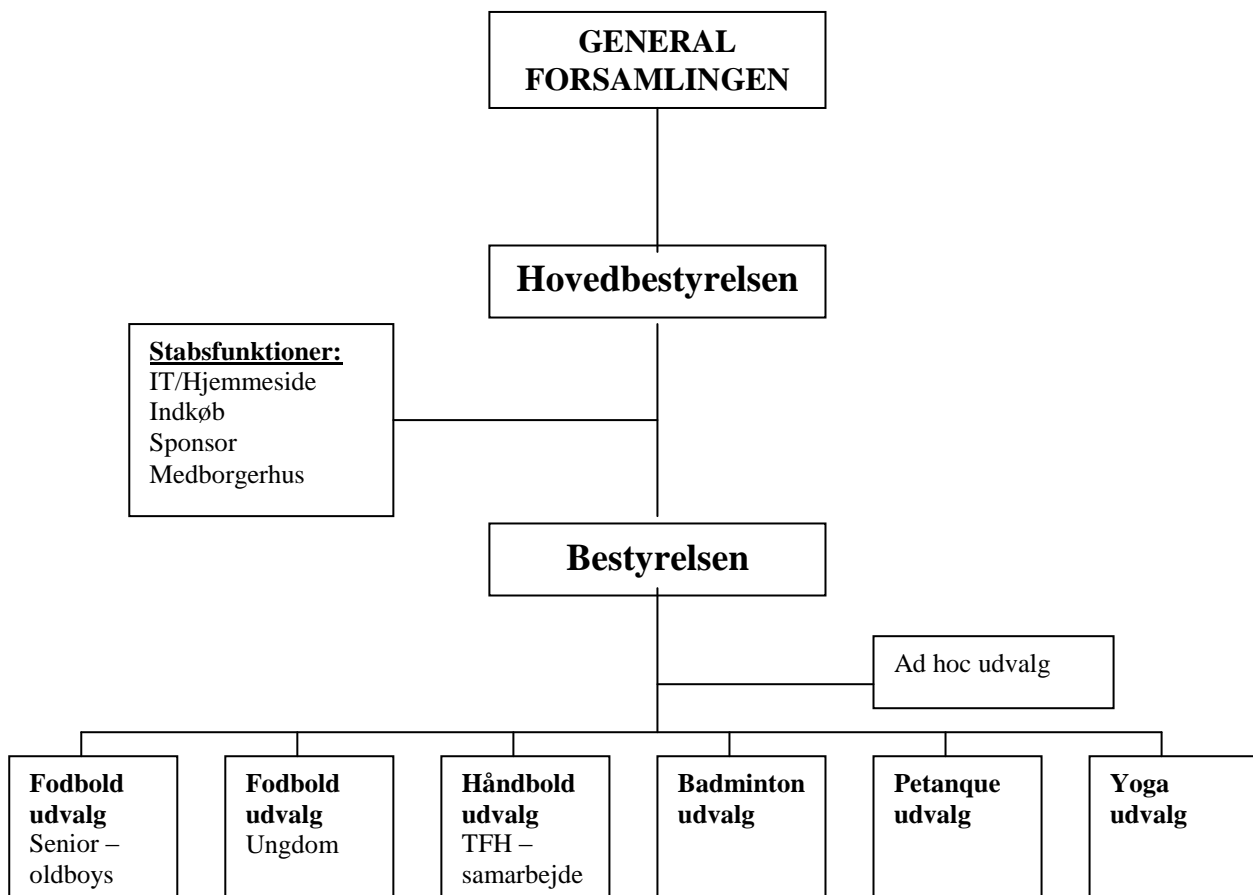 GENERAL
FORSAMLINGEN
Hovedbestyrelsen
Stabsfunktioner:
IT/Hjemmeside
Indkøb
Sponsor
Medborgerhus
Bestyrelsen
Ad hoc udvalg
Fodbold
udvalg
Senior –
oldboys
Fodbold
udvalg
Ungdom
Håndbold
udvalg
TFH –
samarbejde
Badminton
udvalg
Petanque
udvalg
Yoga
udvalg